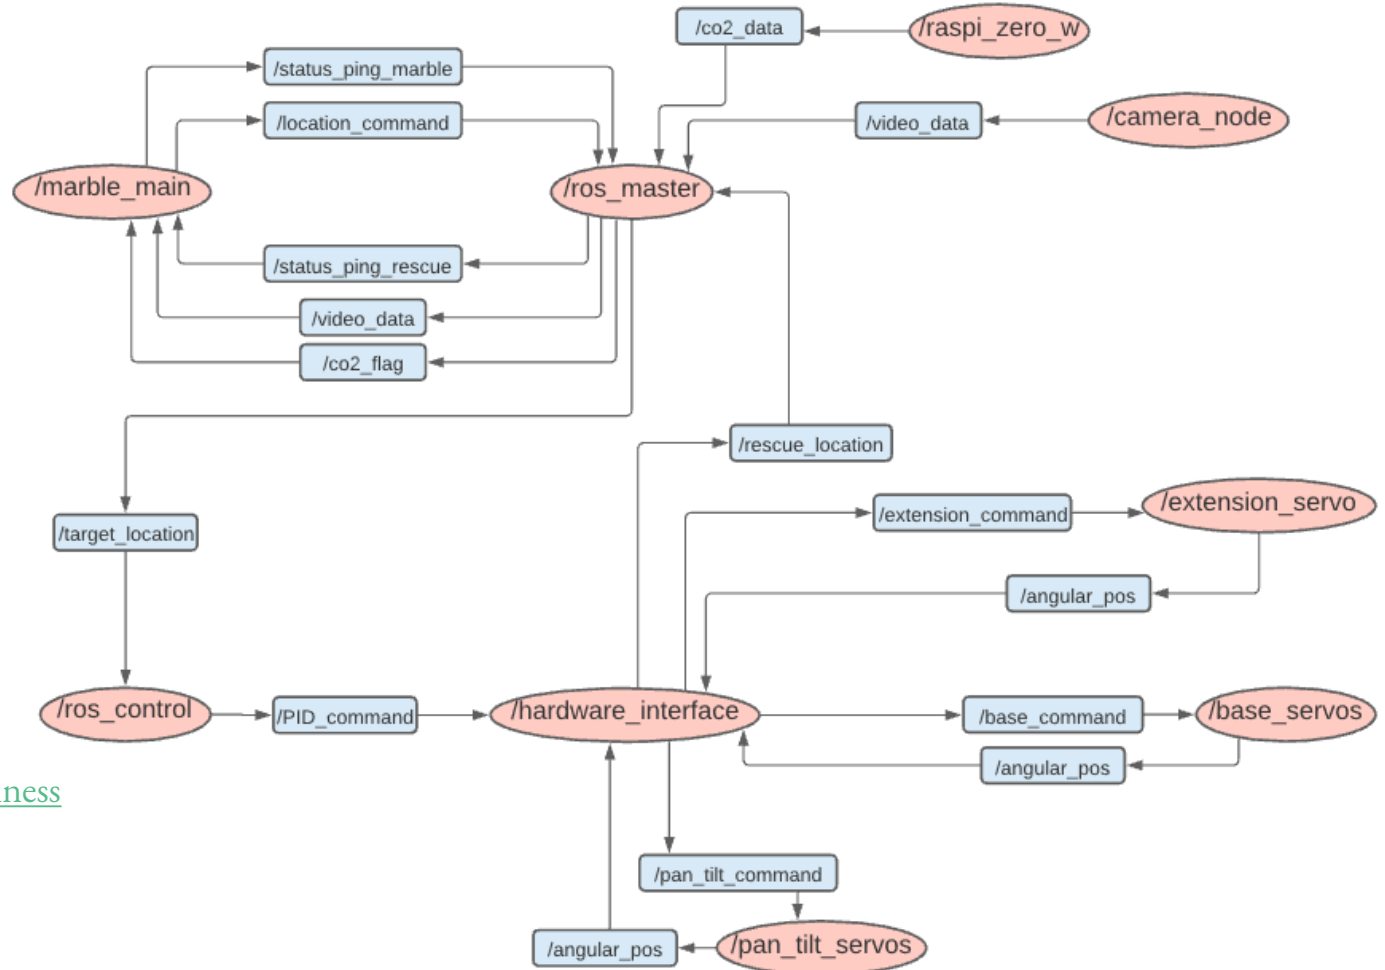 /co2_data
/raspi_zero_w
/status_ping_marble
/location_command
/video_data
/camera_node
/marble_main
/ros_master
/status_ping_rescue
/video_data
/co2_flag
/rescue_location
/extension_command
/extension_servo
/target_location
/angular_pos
/ros_control
/PID_command
/hardware_interface
/base_command
/base_servos
/angular_pos
/pan_tilt_command
/angular_pos
/pan_tilt_servos